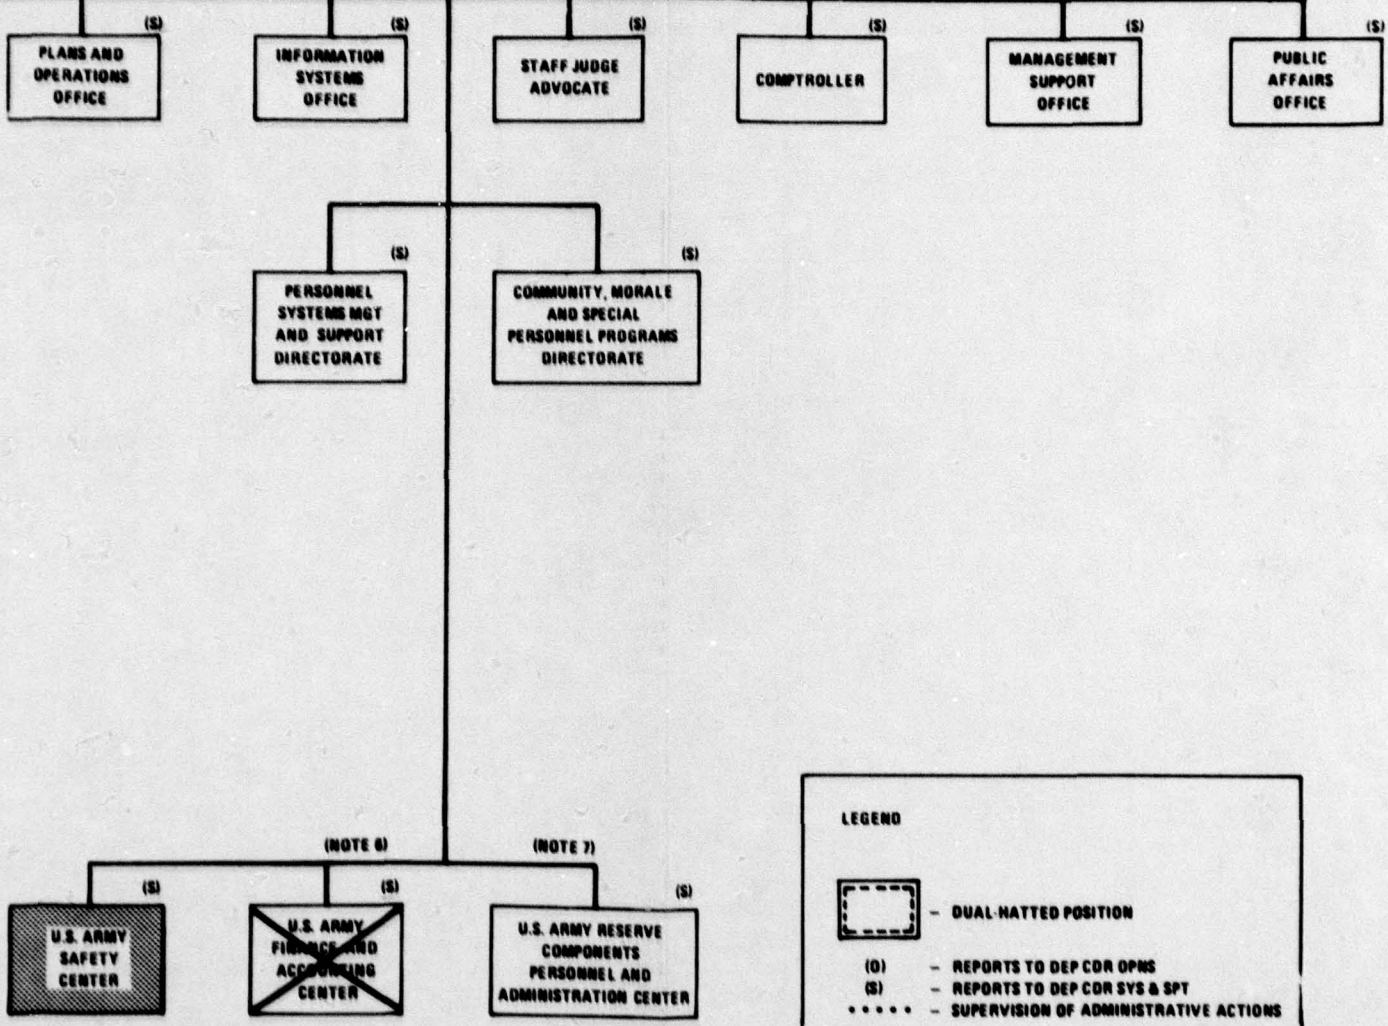 (S)
PLANS AND
OPERATIONS
OFFICE
(S)
INFORMATION
SYSTEMS
OFFICE
(S)
STAFF JUDGE
ADVOCATE
(S)
COMPTROLLER
(S)
MANAGEMENT
SUPPORT
OFFICE
(S)
PUBLIC
AFFAIRS
OFFICE
(S)
PERSONNEL
SYSTEMS MGT
AND SUPPORT
DIRECTORATE
(S)
COMMUNITY, MORALE
AND SPECIAL
PERSONNEL PROGRAMS
DIRECTORATE
(NOTE 6)
(NOTE 7)
(S)
U.S. ARMY
SAFETY
CENTER
(S)
U.S. ARMY
FINANCE AND
ACCOUNTING
CENTER
(S)
U.S. ARMY RESERVE
COMPONENTS
PERSONNEL AND
ADMINISTRATION CENTER
LEGEND
- DUAL-HATTED POSITION
(O) - REPORTS TO DEP CDR OPNS
(S) - REPORTS TO DEP CDR SYS & SPT
..... - SUPERVISION OF ADMINISTRATIVE ACTIONS